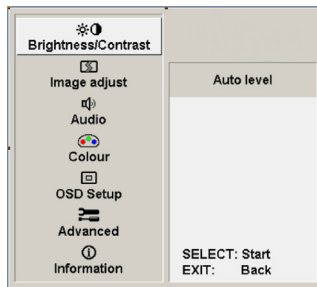 Brightness/Contrast
Image adjust
Audio
Colour
OSD Setup
Advanced
Information
Auto level
SELECT: Start
EXIT: Back